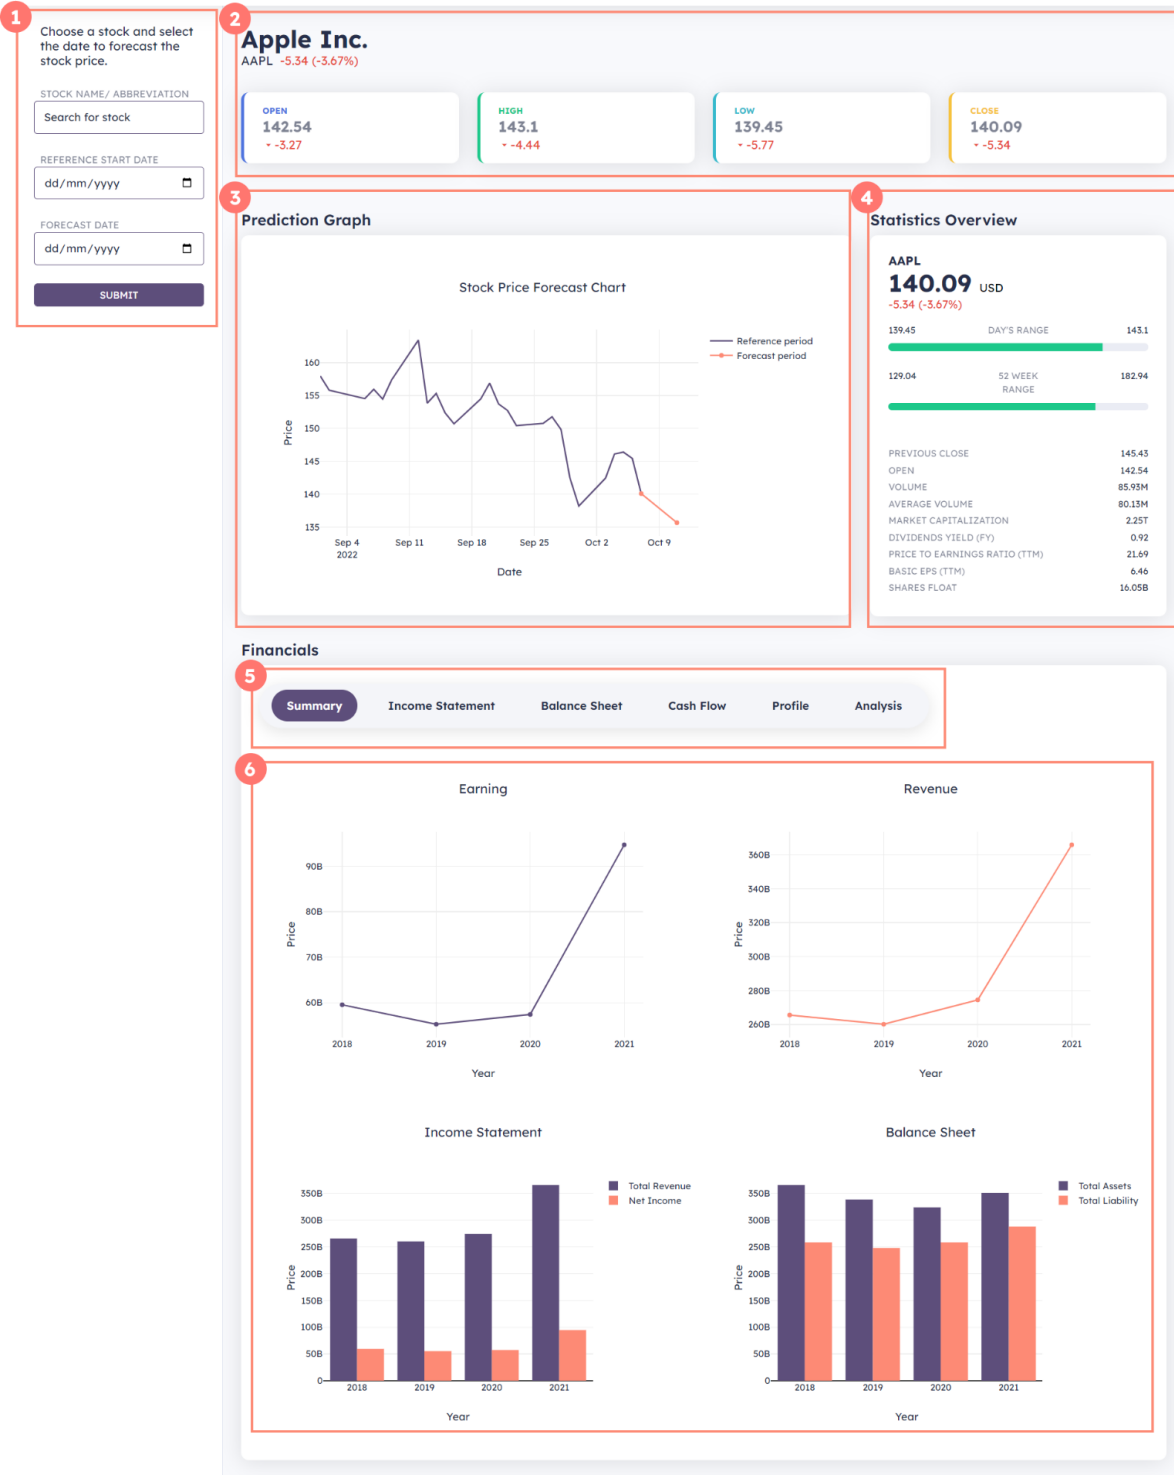 1
Choose a stock and select
the date to forecast the
stock price.
STOCK NAME/ ABBREVIATION
Search for stock
REFERENCE START DATE
dd/mm/yyyy
FORECAST DATE
dd/mm/yyyy
SUBMIT
2
Apple Inc.
AAPL -5.34 (-3.67%)
OPEN
142.54
-3.27
HIGH
143.1
-4.44
LOW
139.45
-5.77
CLOSE
140.09
-5.34
3
Prediction Graph
Stock Price Forecast Chart
Reference period
Forecast period
Price
160
155
150
145
140
135
Sep 4 Sep 11 Sep 18 Sep 25 Oct 2 Oct 9
2022
Date
4
Statistics Overview
AAPL
140.09 USD
-5.34 (-3.67%)
139.45 DAY'S RANGE 143.1
129.04 52 WEEK 182.94
RANGE
PREVIOUS CLOSE 145.43
OPEN 142.54
VOLUME 85.93M
AVERAGE VOLUME 80.13M
MARKET CAPITALIZATION 2.25T
DIVIDENDS YIELD (FY) 0.92
PRICE TO EARNINGS RATIO (TTM) 21.69
BASIC EPS (TTM) 6.46
SHARES FLOAT 16.05B
Financials
5
Summary Income Statement Balance Sheet Cash Flow Profile Analysis
6
Earning
Price
90B
80B
70B
60B
2018 2019 2020 2021
Year
Revenue
Price
360B
340B
320B
300B
280B
260B
2018 2019 2020 2021
Year
Income Statement
Total Revenue
Net Income
Price
350B
300B
250B
200B
150B
100B
50B
0
2018 2019 2020 2021
Year
Balance Sheet
Total Assets
Total Liability
Price
350B
300B
250B
200B
150B
100B
50B
0
2018 2019 2020 2021
Year